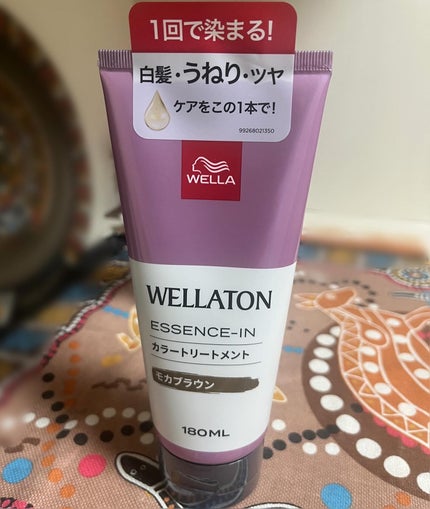 1回で染まる!
白髪・うねり・ツヤ
ケアをこの1本で!
99268021350
WELLA
WELLATON
ESSENCE-IN
カラートリートメント
モカブラウン
180ML